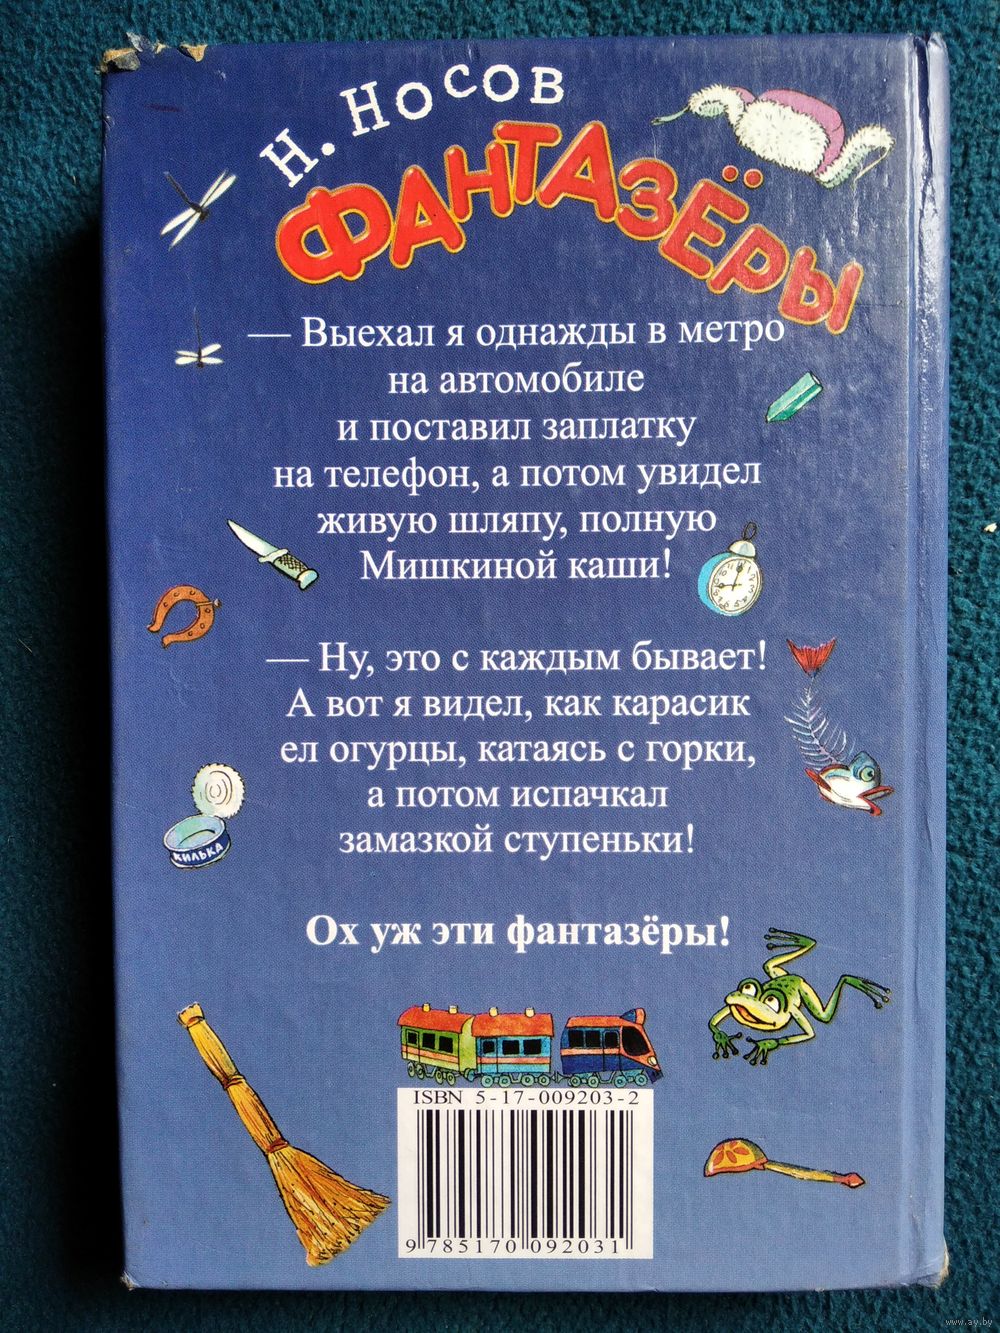 Н. Носов
ФАНТАЗЁРЫ
— Выехал я однажды в метро
на автомобиле
и поставил заплатку
на телефон, а потом увидел
живую шляпу, полную
Мишкиной каши!
— Ну, это с каждым бывает!
А вот я видел, как карасик
ел огурцы, катаясь с горки,
а потом испачкал
замазкой ступеньки!
КИЛЬКА
Ох уж эти фантазёры!
ISBN 5-17-009203-2
9 785170 092031
www.ay.by